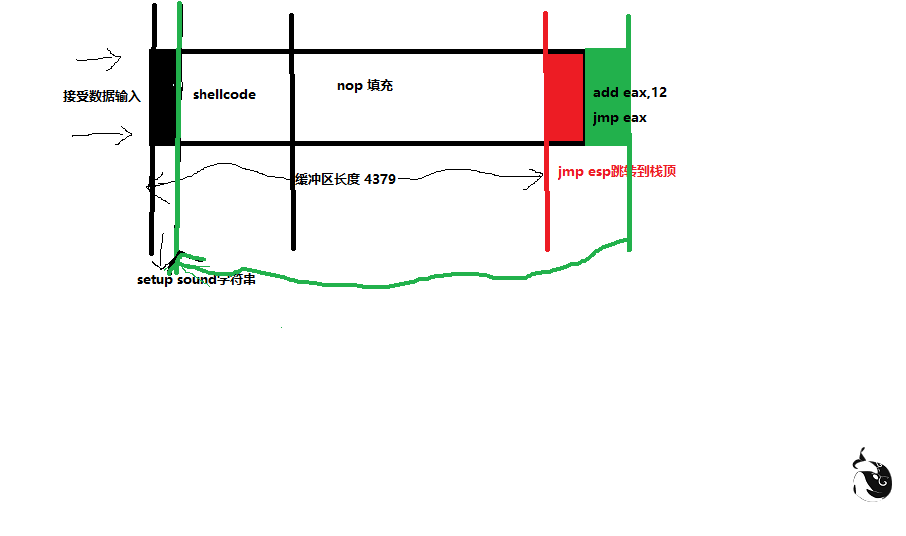 接受数据输入
shellcode
nop 填充
add eax,12
jmp eax
缓冲区长度 4379
jmp esp跳转到栈顶
setup sound字符串